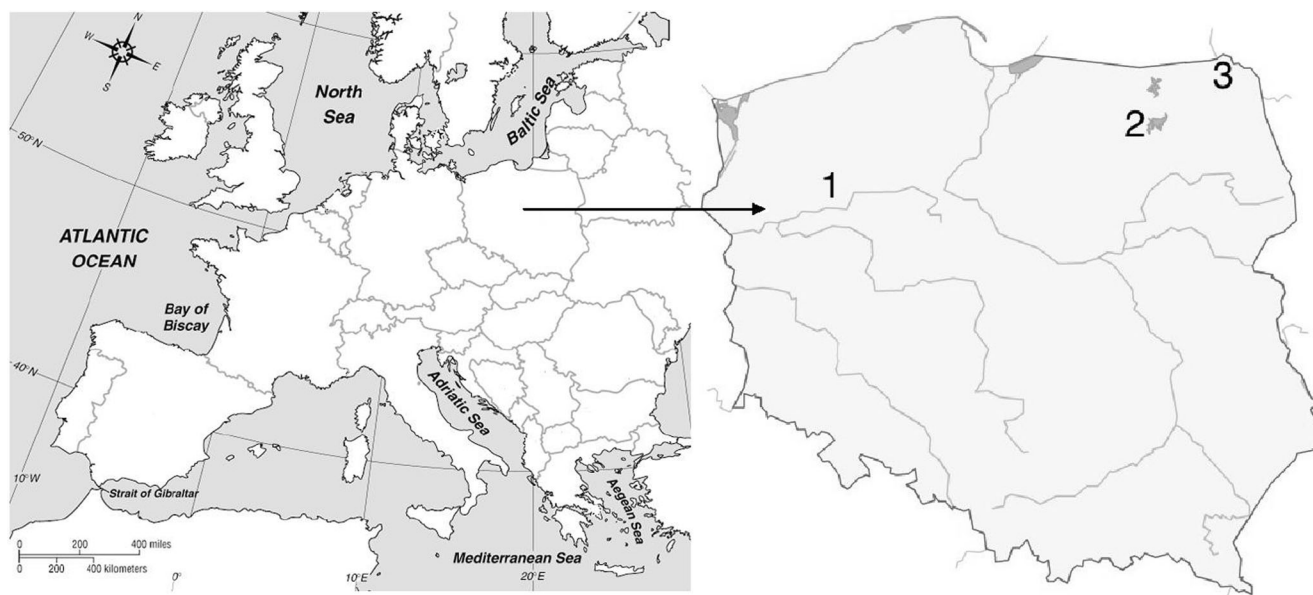 N
W
E
S
North
Sea
Baltic Sea
50°N
ATLANTIC
OCEAN
Bay of
Biscay
40°N
Adriatic Sea
10°W
Strait of Gibraltar
Aegean Sea
Mediterranean Sea
0 200 400 miles
0 200 400 kilometers
0°
10°E
20°E
1
2
3